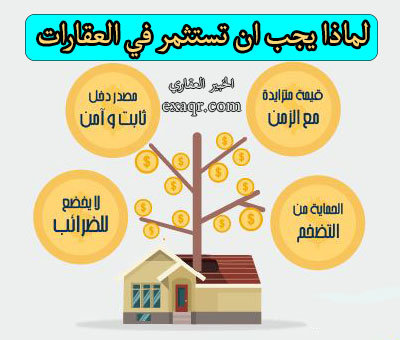 لماذا يجب ان تستثمر في العقارات
الخبير العقاري
exaqr.com
قيمة متزايدة
مع الزمن
مصدر دخل
ثابت و آمن
الحماية من
التضخم
لا يخضع
للضرائب